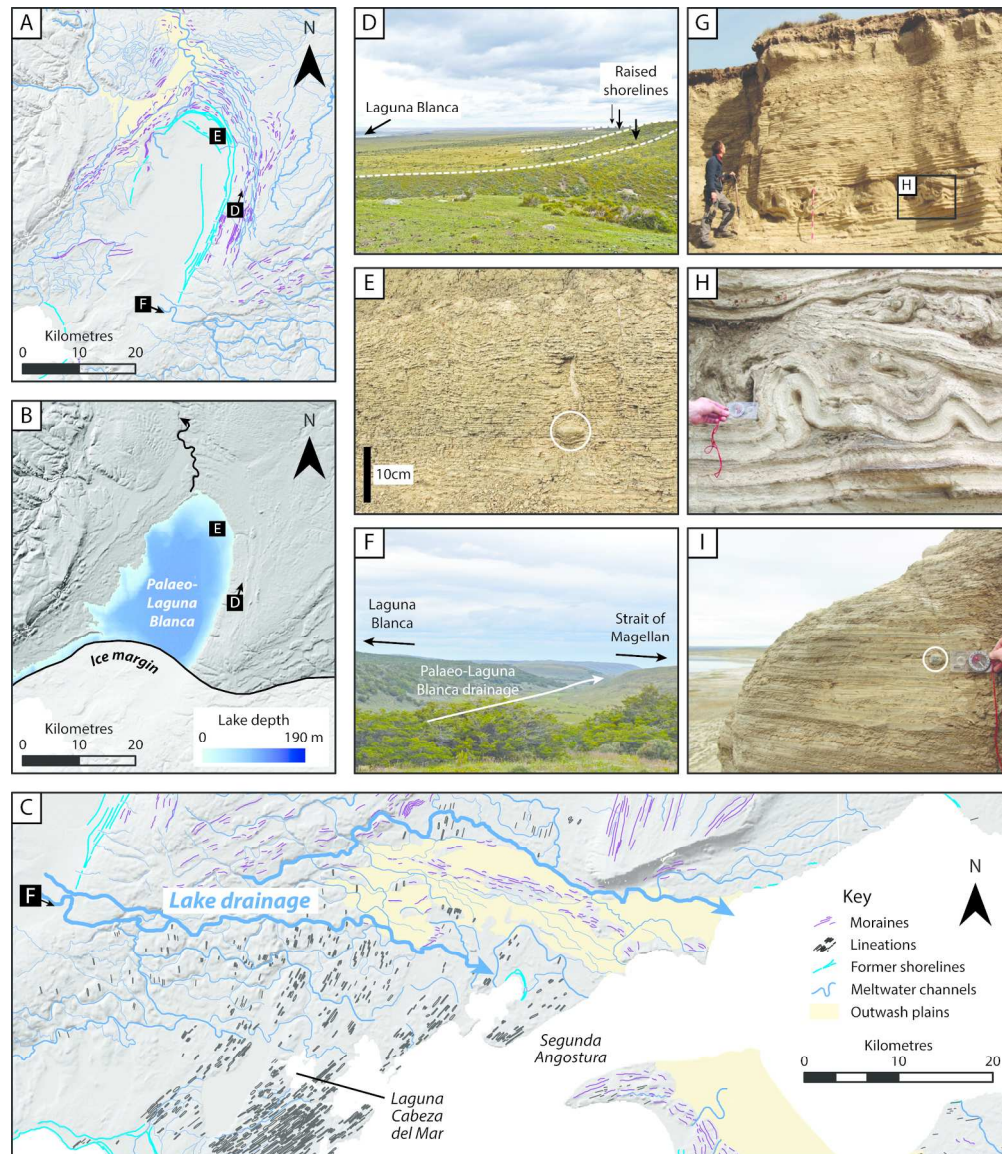 A
N
E
D
F
Kilometres
0 10 20
B
N
E
D
Palaeo-
Laguna
Blanca
Ice margin
Kilometres
0 10 20
Lake depth
0 190 m
D
Raised
shorelines
Laguna Blanca
E
10cm
F
Laguna
Blanca
Strait of
Magellan
Palaeo-Laguna
Blanca drainage
G
H
H
I
C
F
Lake drainage
Segunda
Angostura
Laguna
Cabeza
del Mar
N
Key
Moraines
Lineations
Former shorelines
Meltwater channels
Outwash plains
Kilometres
0 10 20